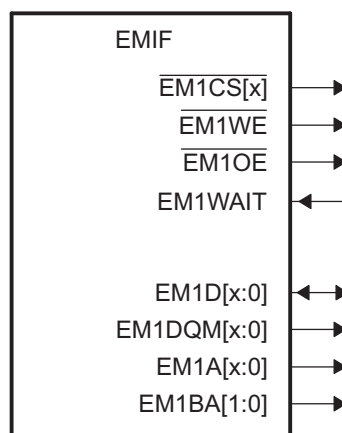 EMIF
EM1CS[x]
EM1WE
EM1OE
EM1WAIT
EM1D[x:0]
EM1DQM[x:0]
EM1A[x:0]
EM1BA[1:0]